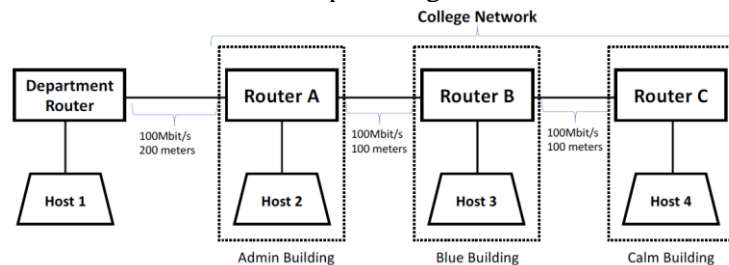 College Network
Department
Router
Router A
Router B
Router C
100Mbit/s
200 meters
100Mbit/s
100 meters
100Mbit/s
100 meters
Host 1
Host 2
Host 3
Host 4
Admin Building
Blue Building
Calm Building